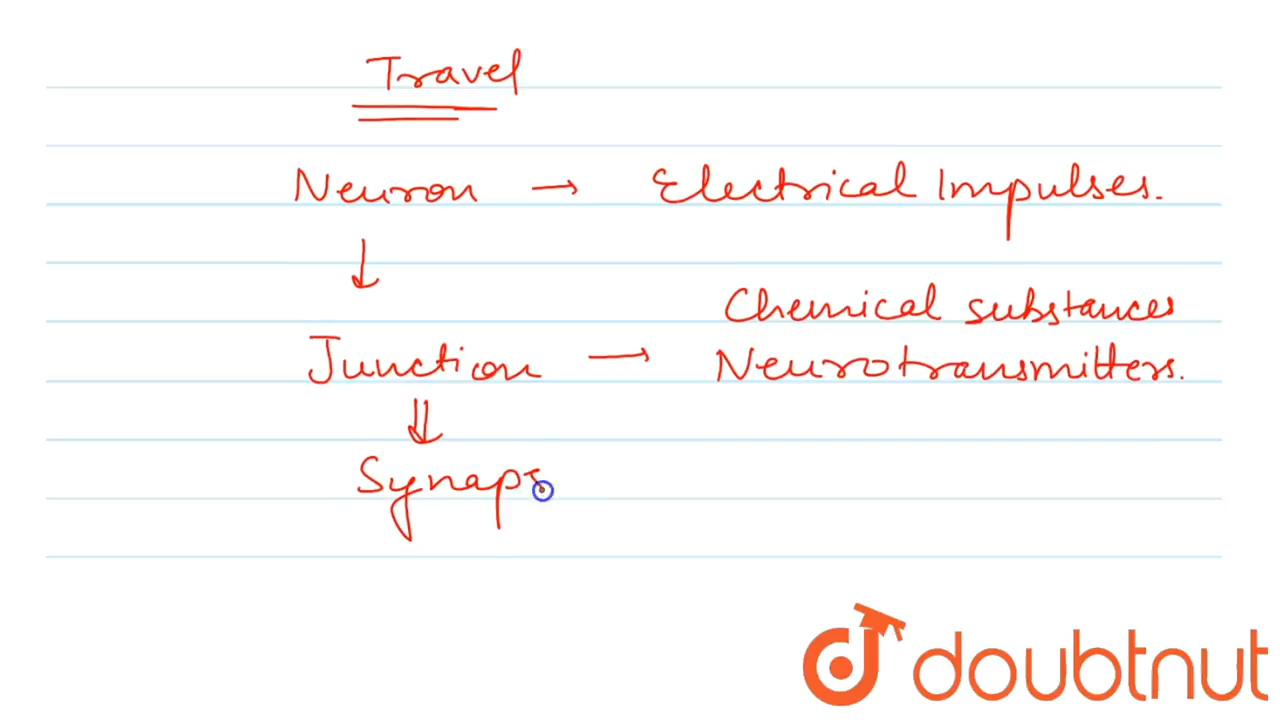 Travel
Neuron → Electrical Impulses.
↓
Chemical substances
Junction → Neurotransmitters.
⇓
Synaps
doubtnut